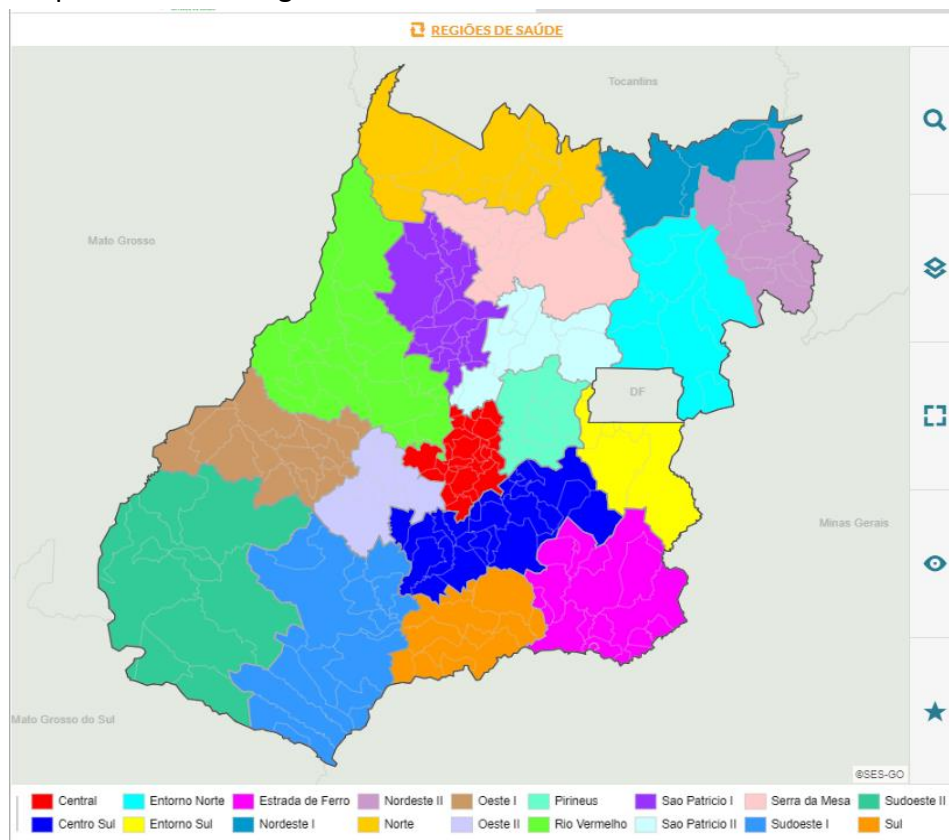 REGIÕES DE SAÚDE
Tocantins
Mato Grosso
DF
Minas Gerais
Mato Grosso do Sul
©SES-GO
Central Entorno Norte Estrada de Ferro Nordeste II Oeste I Pirineus Sao Patricio I Serra da Mesa Sudoeste II
Centro Sul Entorno Sul Nordeste I Norte Oeste II Rio Vermelho Sao Patricio II Sudoeste I Sul